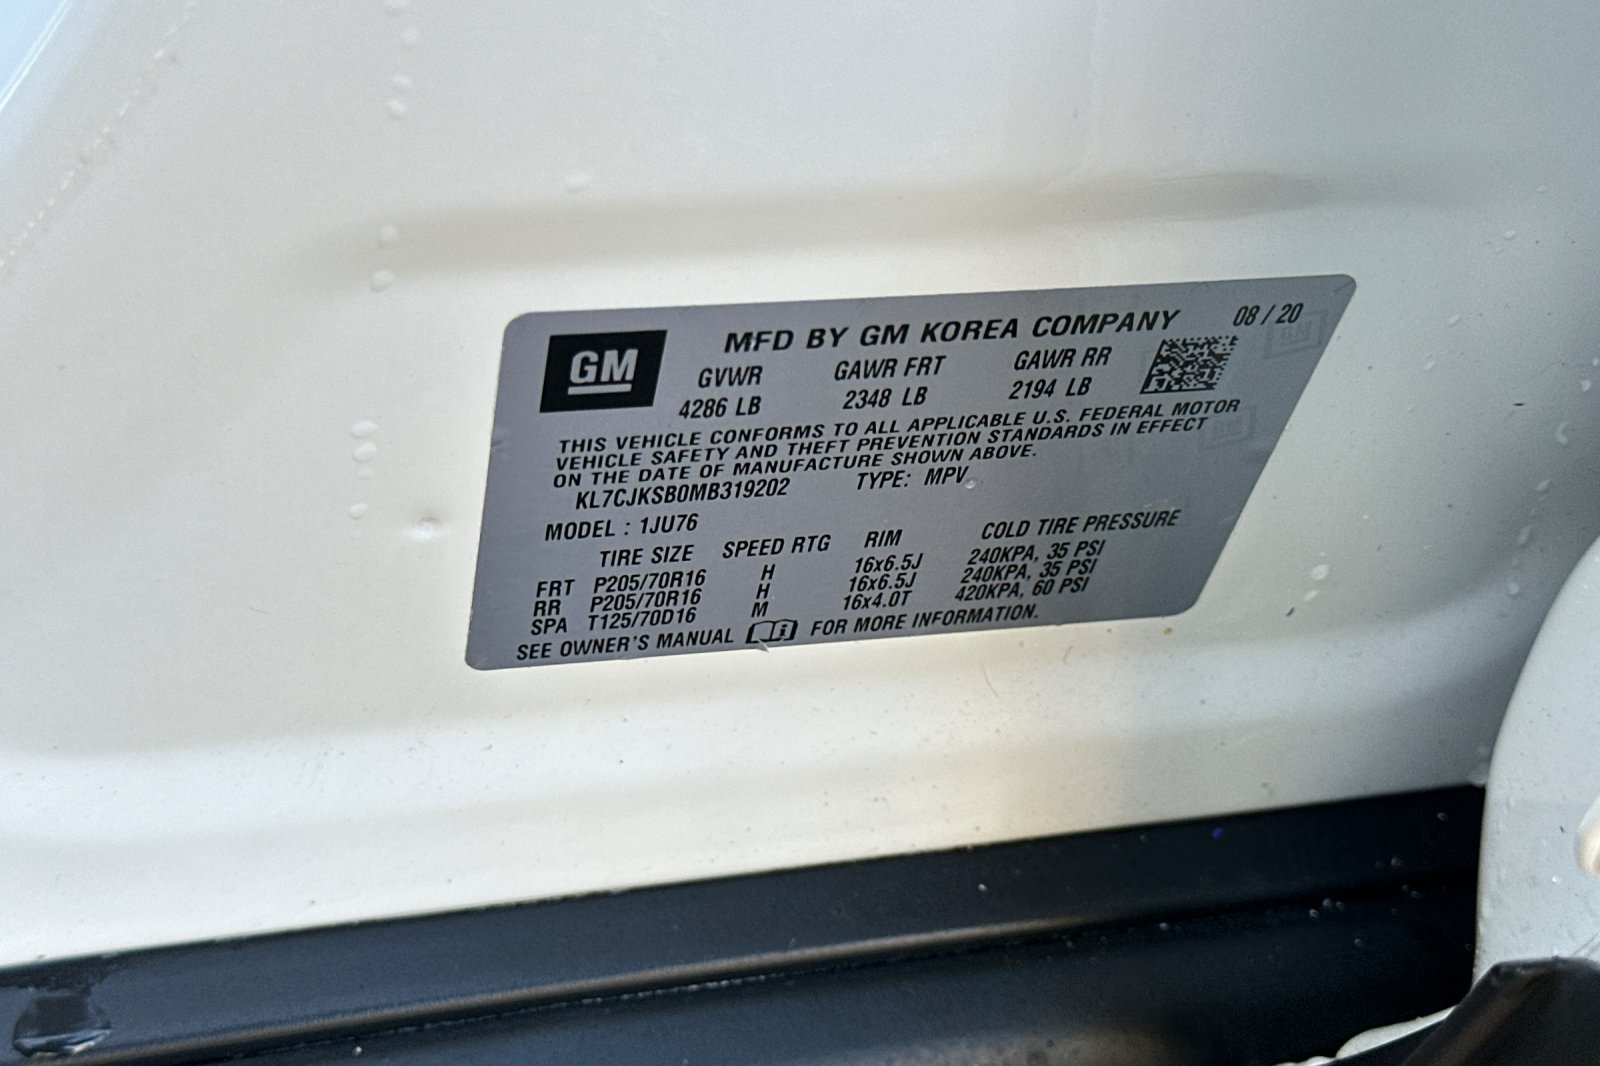 GM
MFD BY GM KOREA COMPANY 08 / 20
GVWR GAWR FRT GAWR RR
4286 LB 2348 LB 2194 LB
THIS VEHICLE CONFORMS TO ALL APPLICABLE U.S. FEDERAL MOTOR
VEHICLE SAFETY AND THEFT PREVENTION STANDARDS IN EFFECT
ON THE DATE OF MANUFACTURE SHOWN ABOVE.
KL7CJKSB0MB319202 TYPE: MPV
MODEL : 1JU76
TIRE SIZE SPEED RTG RIM COLD TIRE PRESSURE
FRT P205/70R16 H 16x6.5J 240KPA, 35 PSI
RR P205/70R16 H 16x6.5J 240KPA, 35 PSI
SPA T125/70D16 M 16x4.0T 420KPA, 60 PSI
SEE OWNER'S MANUAL FOR MORE INFORMATION.